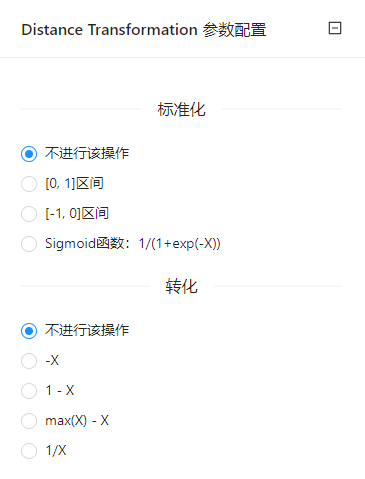 Distance Transformation 参数配置
标准化
不进行该操作
[0, 1]区间
[-1, 0]区间
Sigmoid函数：1/(1+exp(-X))
转化
不进行该操作
-X
1 - X
max(X) - X
1/X